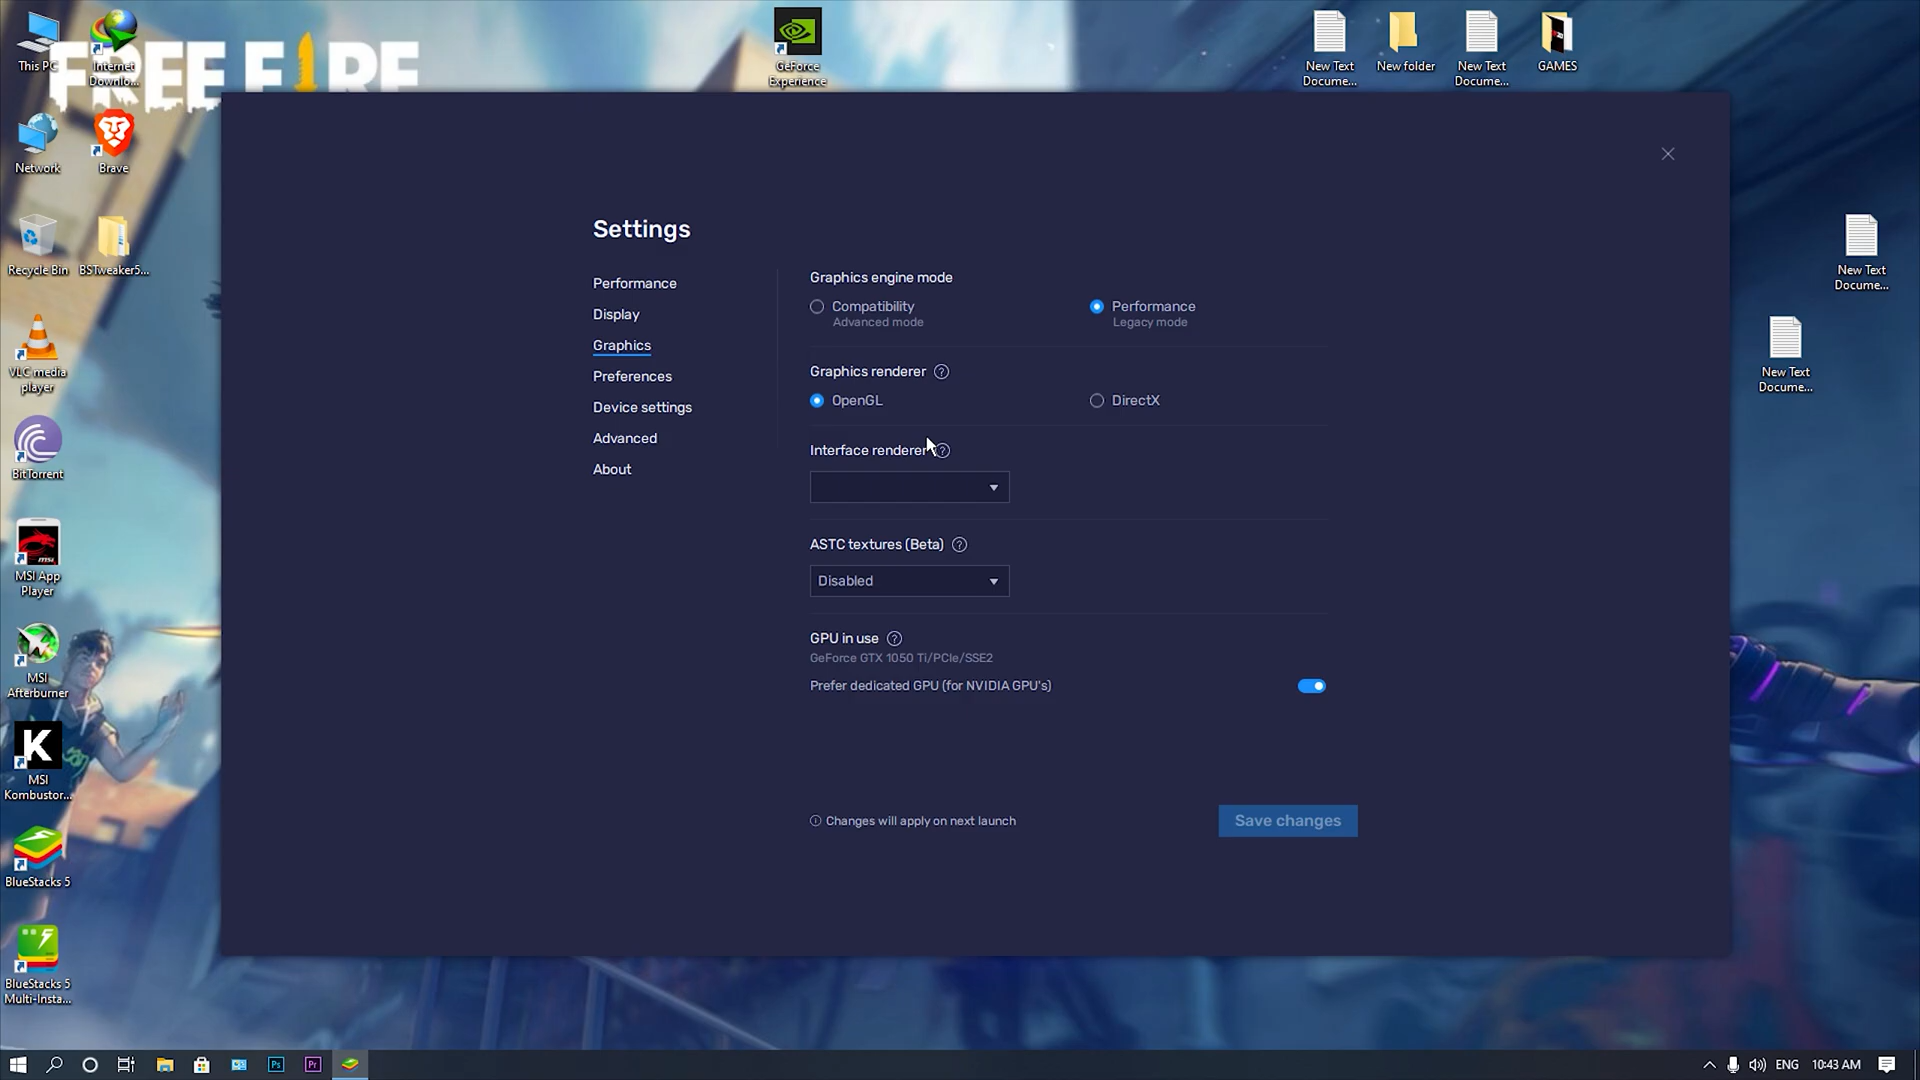 FREE FIRE
This PC
Internet
Downlo...
GeForce
Experience
New Text
Docume...
New folder
New Text
Docume...
GAMES
Network
Brave
Recycle Bin
BSTweaker5...
New Text
Docume...
New Text
Docume...
VLC media
player
BitTorrent
msi
MSI App
Player
MSI
Afterburner
K
MSI
Kombustor...
BlueStacks 5
BlueStacks 5
Multi-Insta...
Settings
Performance
Display
Graphics
Preferences
Device settings
Advanced
About
Graphics engine mode
Compatibility
Advanced mode
Performance
Legacy mode
Graphics renderer ?
OpenGL
DirectX
Interface renderer ?
ASTC textures (Beta) ?
Disabled
GPU in use ?
GeForce GTX 1050 Ti/PCIe/SSE2
Prefer dedicated GPU (for NVIDIA GPU's)
Changes will apply on next launch
Save changes
Ps
Pr
ENG
10:43 AM